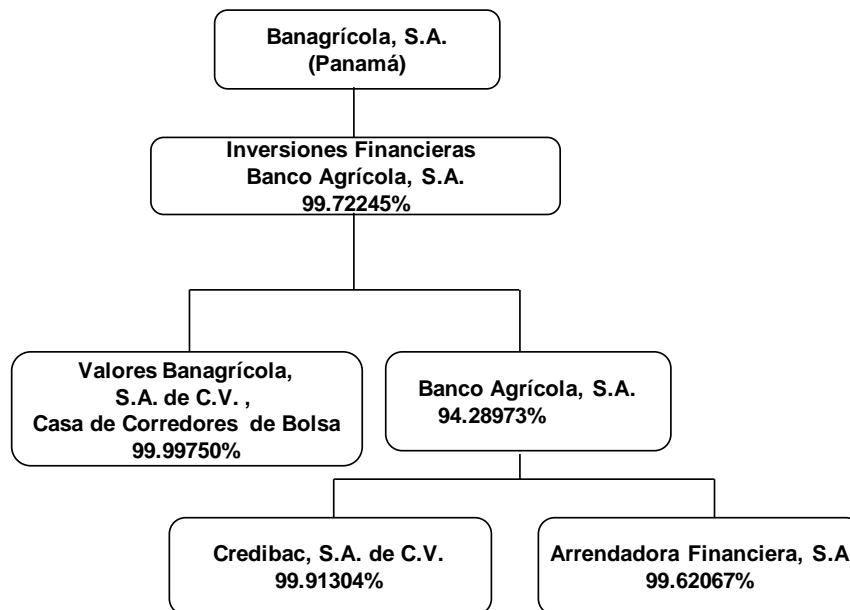 Banagrícola, S.A.
(Panamá)
Inversiones Financieras
Banco Agrícola, S.A.
99.72245%
Valores Banagrícola,
S.A. de C.V. ,
Casa de Corredores de Bolsa
99.99750%
Banco Agrícola, S.A.
94.28973%
Credibac, S.A. de C.V.
99.91304%
Arrendadora Financiera, S.A
99.62067%